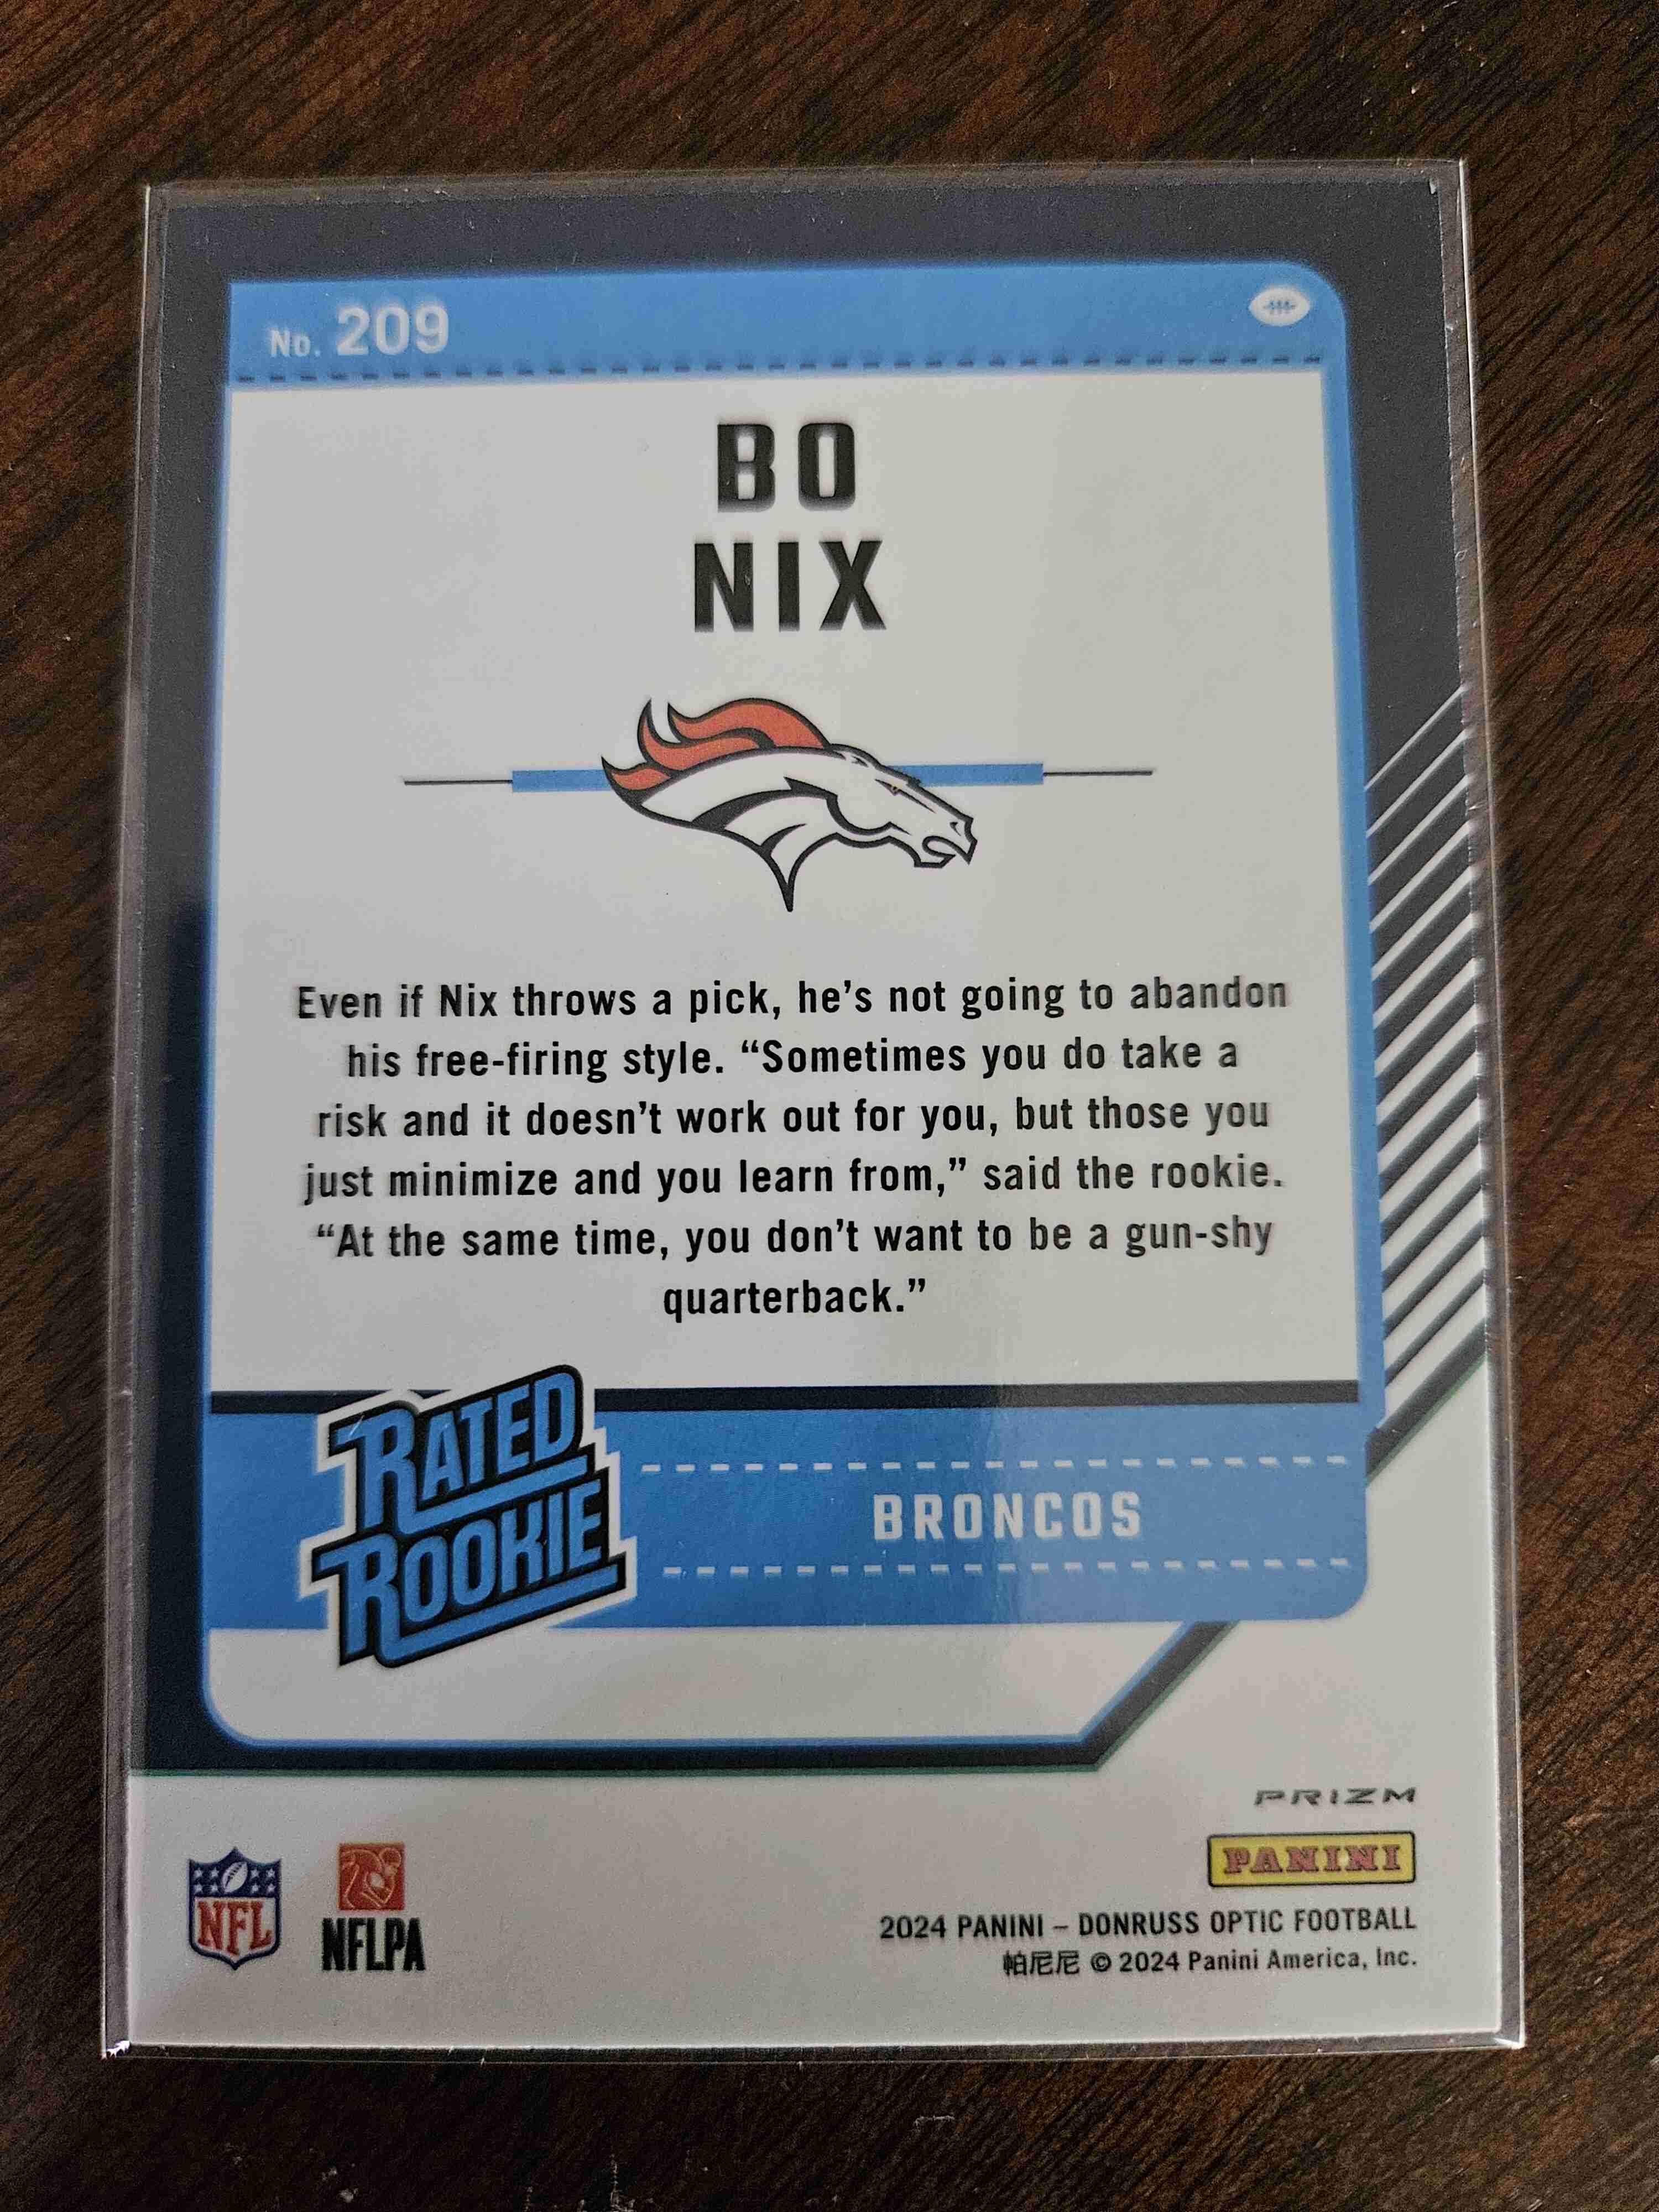 No. 209
BO
NIX
Even if Nix throws a pick, he's not going to abandon
his free-firing style. “Sometimes you do take a
risk and it doesn't work out for you, but those you
just minimize and you learn from,” said the rookie.
“At the same time, you don't want to be a gun-shy
quarterback.”
RATED
ROOKIE
BRONCOS
PRIZM
PANINI
NFL
NFLPA
2024 PANINI – DONRUSS OPTIC FOOTBALL
帕尼尼 © 2024 Panini America, Inc.